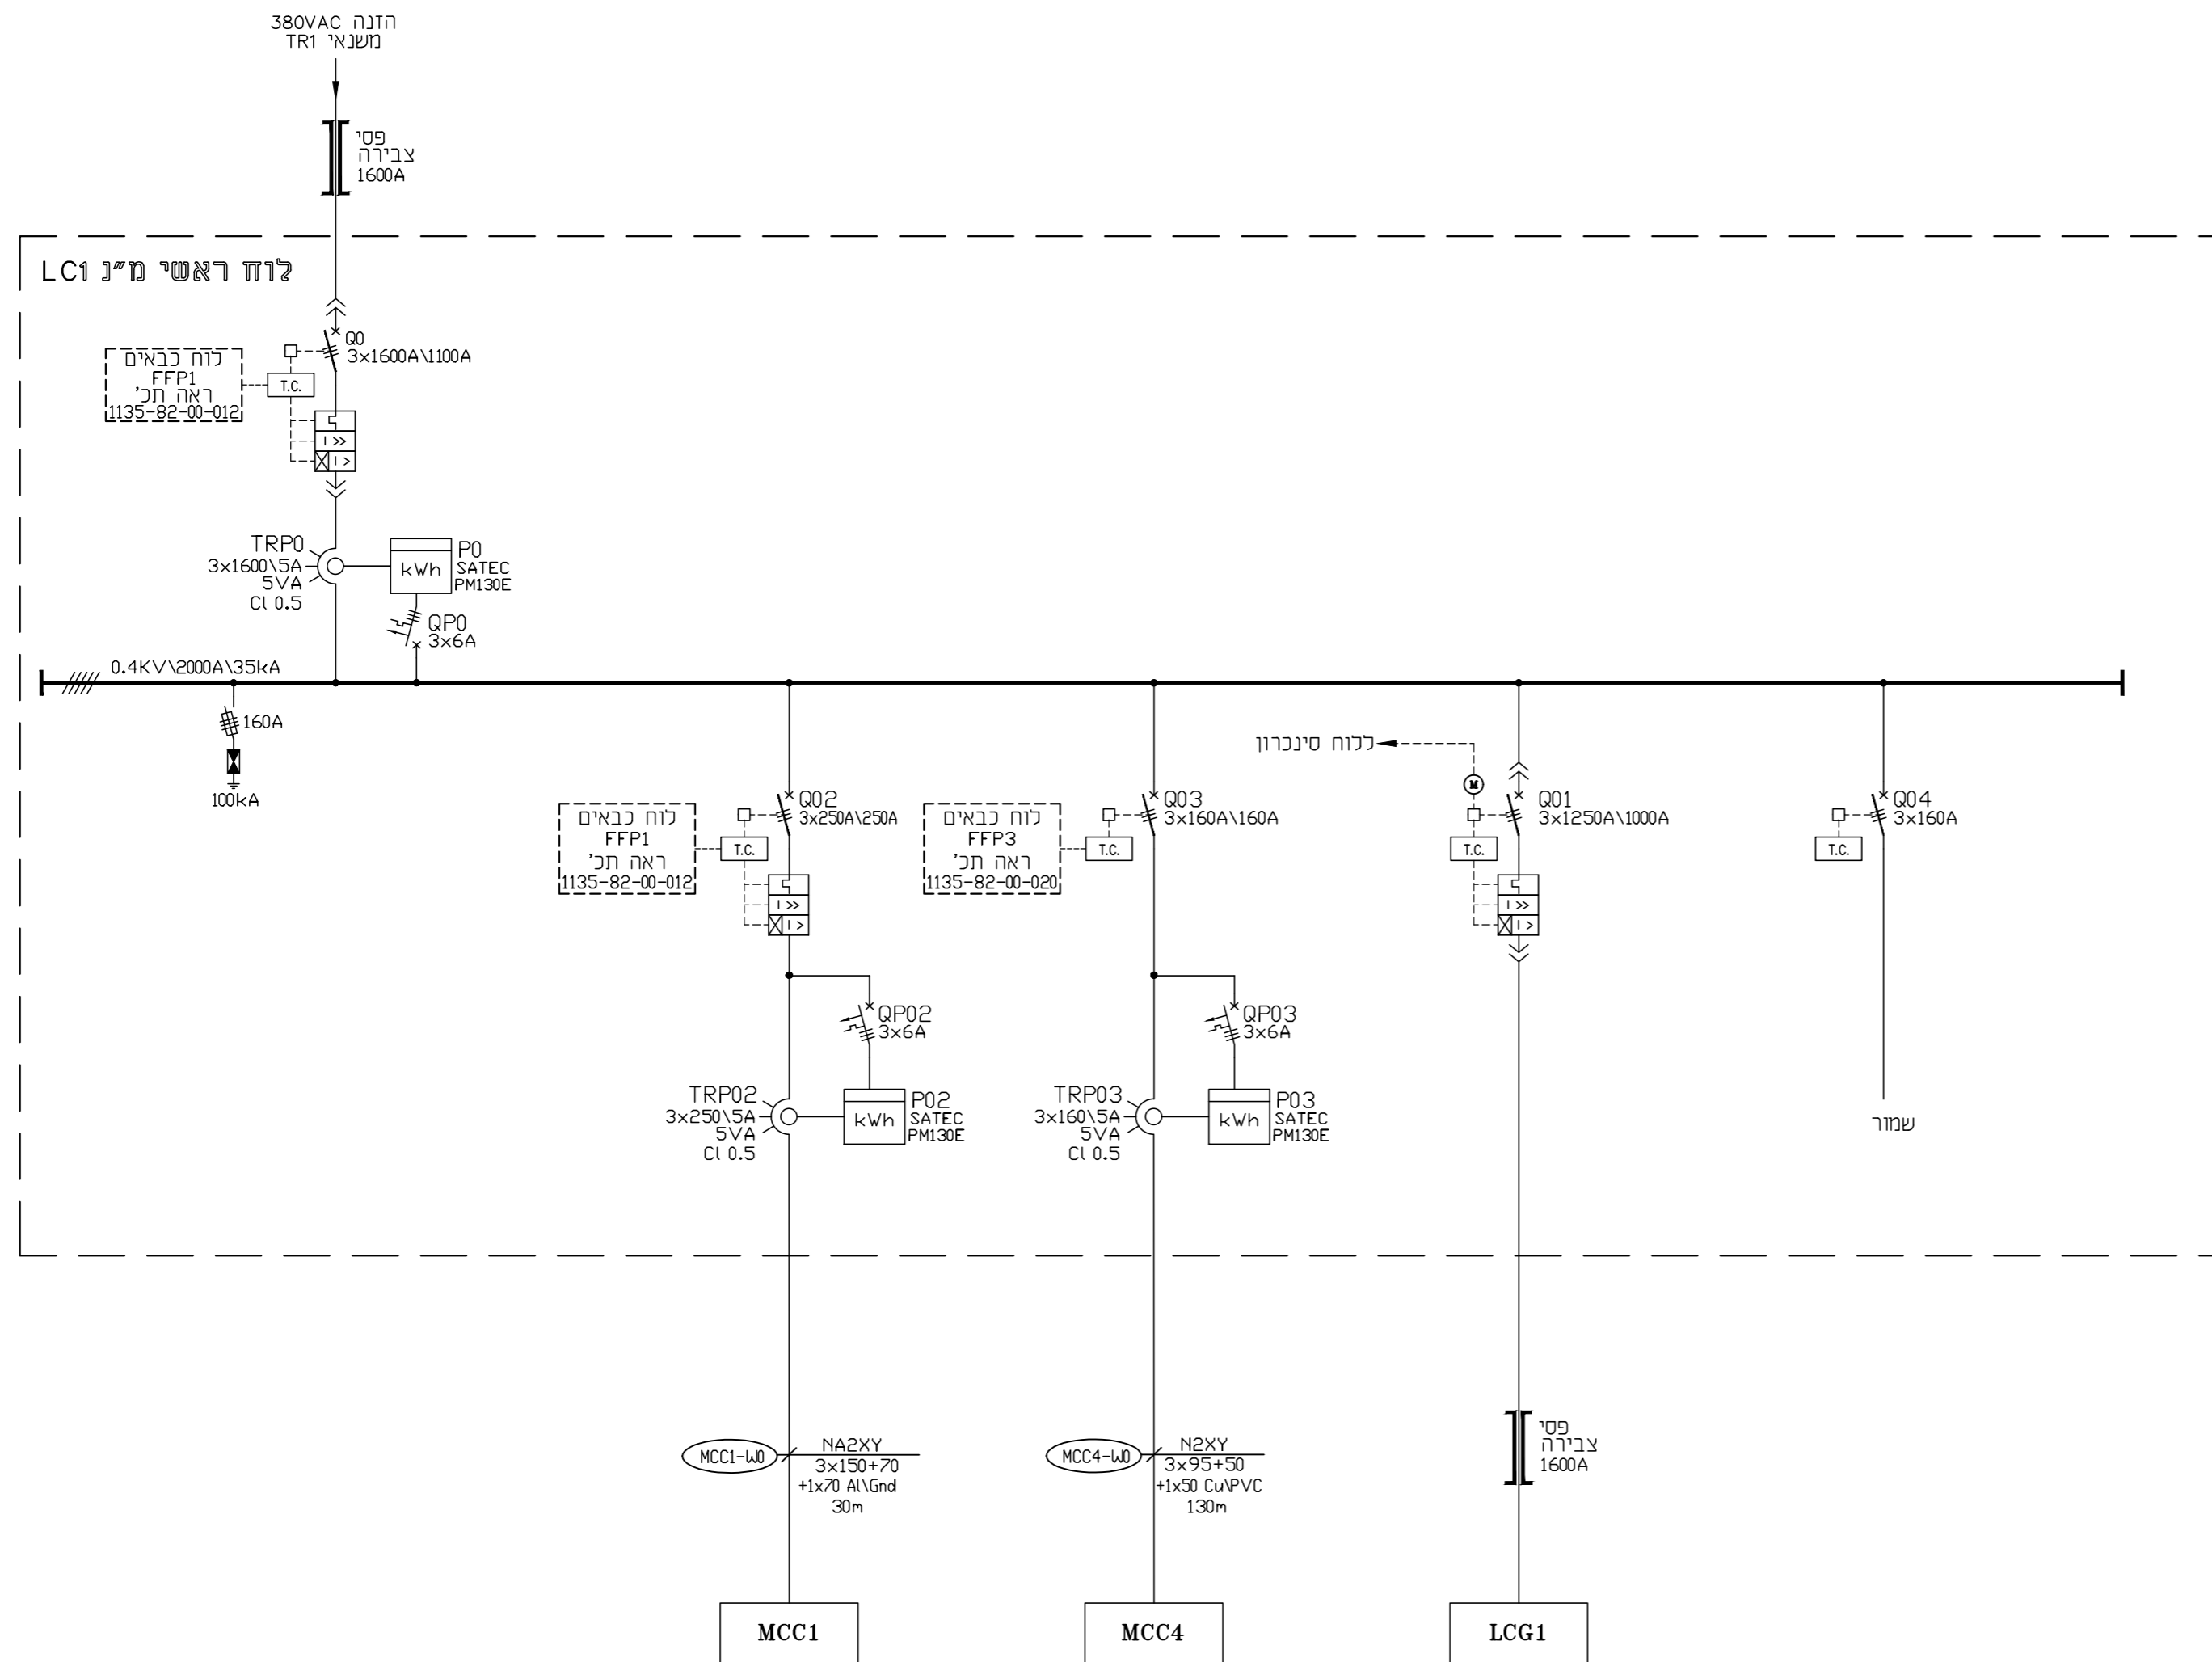 הזנה 380VAC
משנאי TR1
פסי
צבירה
1600A
לוח ראשי מ״נ LC1
Q0
3x1600A\1100A
לוח כבאים
FFP1
ראה תכ'
1135-82-00-012
T.C.
I >>
I >
TRP0
3x1600\5A
5VA
Cl 0.5
kWh
P0
SATEC
PM130E
QP0
3x6A
0.4KV\2000A\35kA
160A
100kA
לוח כבאים
FFP1
ראה תכ'
1135-82-00-012
T.C.
Q02
3x250A\250A
I >>
I >
QP02
3x6A
TRP02
3x250\5A
5VA
Cl 0.5
kWh
P02
SATEC
PM130E
לוח כבאים
FFP3
ראה תכ'
1135-82-00-020
T.C.
Q03
3x160A\160A
QP03
3x6A
TRP03
3x160\5A
5VA
Cl 0.5
kWh
P03
SATEC
PM130E
ללוח סינכרון
M
Q01
3x1250A\1000A
T.C.
I >>
I >
Q04
3x160A
T.C.
שמור
MCC1-W0
NA2XY
3x150+70
+1x70 Al\Gnd
30m
MCC4-W0
N2XY
3x95+50
+1x50 Cu\PVC
130m
פסי
צבירה
1600A
MCC1
MCC4
LCG1